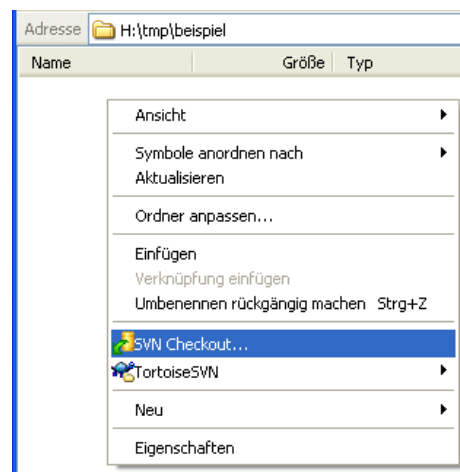 Adresse H:\tmp\beispiel
Name Größe Typ
Ansicht
Symbole anordnen nach
Aktualisieren
Ordner anpassen...
Einfügen
Verknüpfung einfügen
Umbenennen rückgängig machen Strg+Z
SVN Checkout...
TortoiseSVN
Neu
Eigenschaften